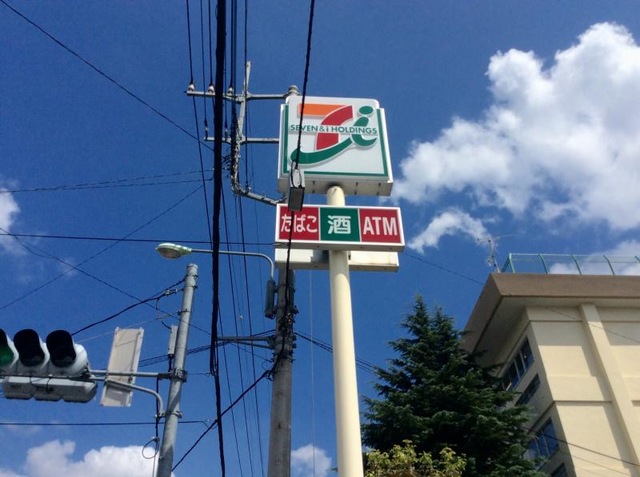 SEVEN & i HOLDINGS
たばこ 酒 ATM